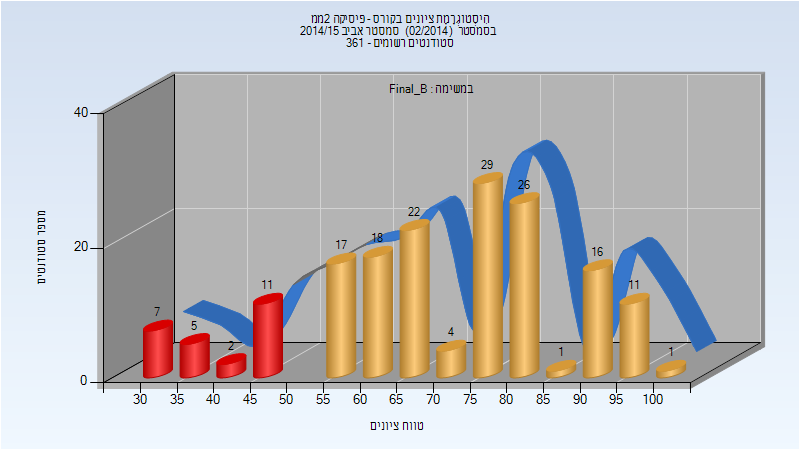 היסטוגרמת ציונים בקורס - פיסיקה 2ממ
בסמסטר (02/2014) סמסטר אביב 2014/15
סטודנטים רשומים - 361
במשימה : Final_B
מספר סטודנטים
40
20
0
7
5
2
11
17
18
22
4
29
26
1
16
11
1
30 35 40 45 50 55 60 65 70 75 80 85 90 95 100
טווח ציונים